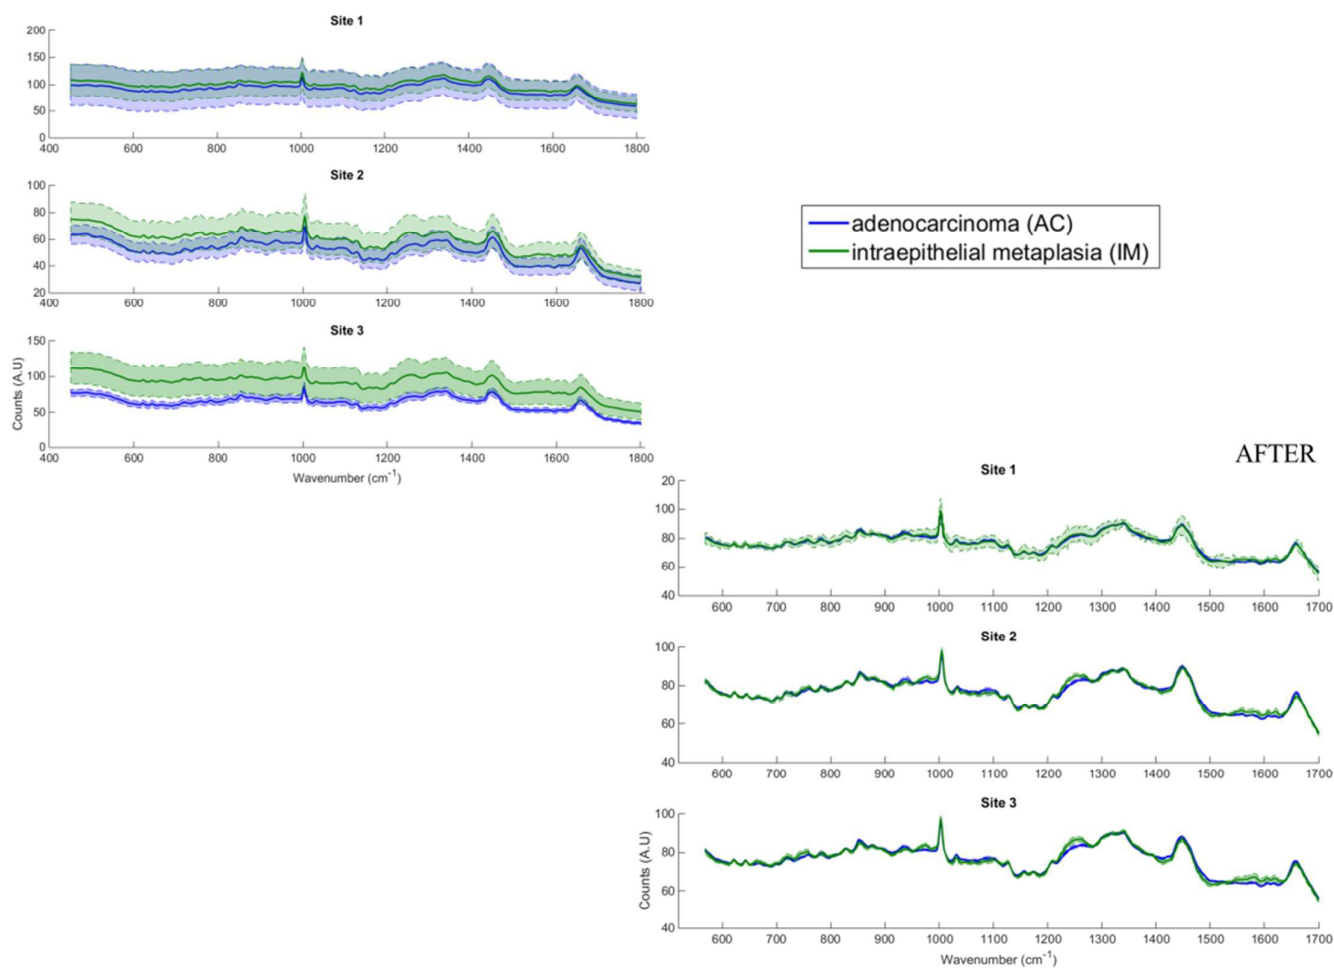 Site 1
200
150
100
50
0
400 600 800 1000 1200 1400 1600 1800
Site 2
100
80
60
40
20
400 600 800 1000 1200 1400 1600 1800
Site 3
150
100
50
0
400 600 800 1000 1200 1400 1600 1800
Counts (A.U)
Wavenumber (cm-1)
adenocarcinoma (AC)
intraepithelial metaplasia (IM)
AFTER
Site 1
20
100
80
60
40
600 700 800 900 1000 1100 1200 1300 1400 1500 1600 1700
Site 2
100
80
60
40
600 700 800 900 1000 1100 1200 1300 1400 1500 1600 1700
Site 3
100
80
60
40
600 700 800 900 1000 1100 1200 1300 1400 1500 1600 1700
Counts (A.U)
Wavenumber (cm-1)